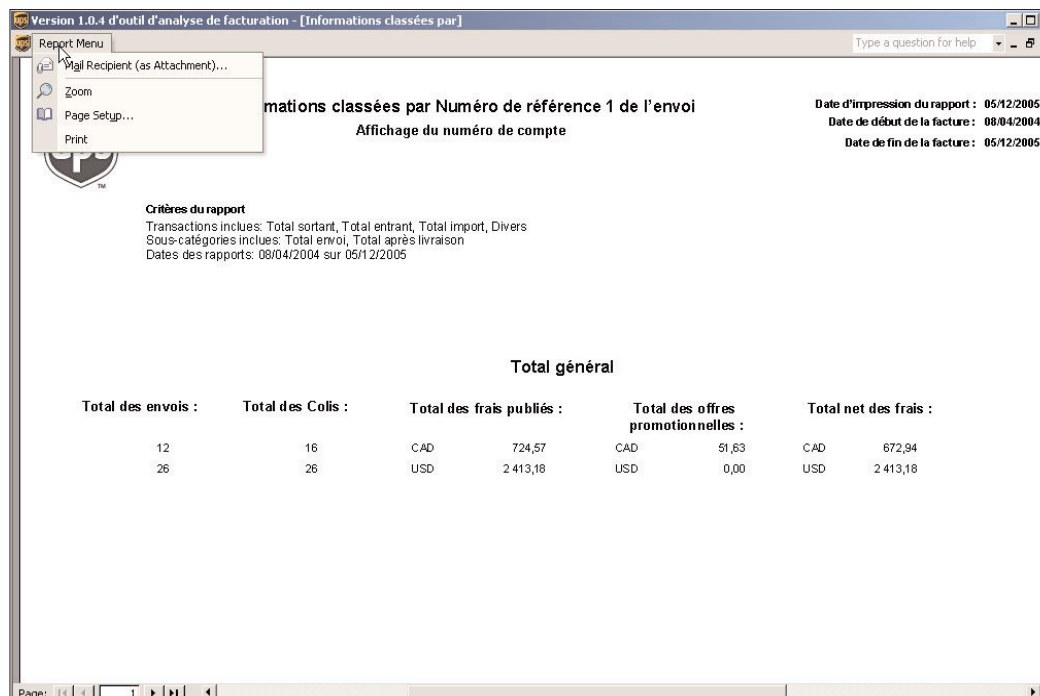 Version 1.0.4 d'outil d'analyse de facturation - [Informations classées par]
Report Menu
Type a question for help
Mail Recipient (as Attachment)...
Zoom
Page Setup...
Print
mations classées par Numéro de référence 1 de l'envoi
Affichage du numéro de compte
Date d'impression du rapport : 05/12/2005
Date de début de la facture : 08/04/2004
Date de fin de la facture : 05/12/2005
TM
Critères du rapport
Transactions inclues: Total sortant, Total entrant, Total import, Divers
Sous-catégories inclues: Total envoi, Total après livraison
Dates des rapports: 08/04/2004 sur 05/12/2005
Total général
Total des envois : Total des Colis : Total des frais publiés : Total des offres promotionnelles : Total net des frais :
12 16 CAD 724,57 CAD 51,63 CAD 672,94
26 26 USD 2 413,18 USD 0,00 USD 2 413,18
Page: 1